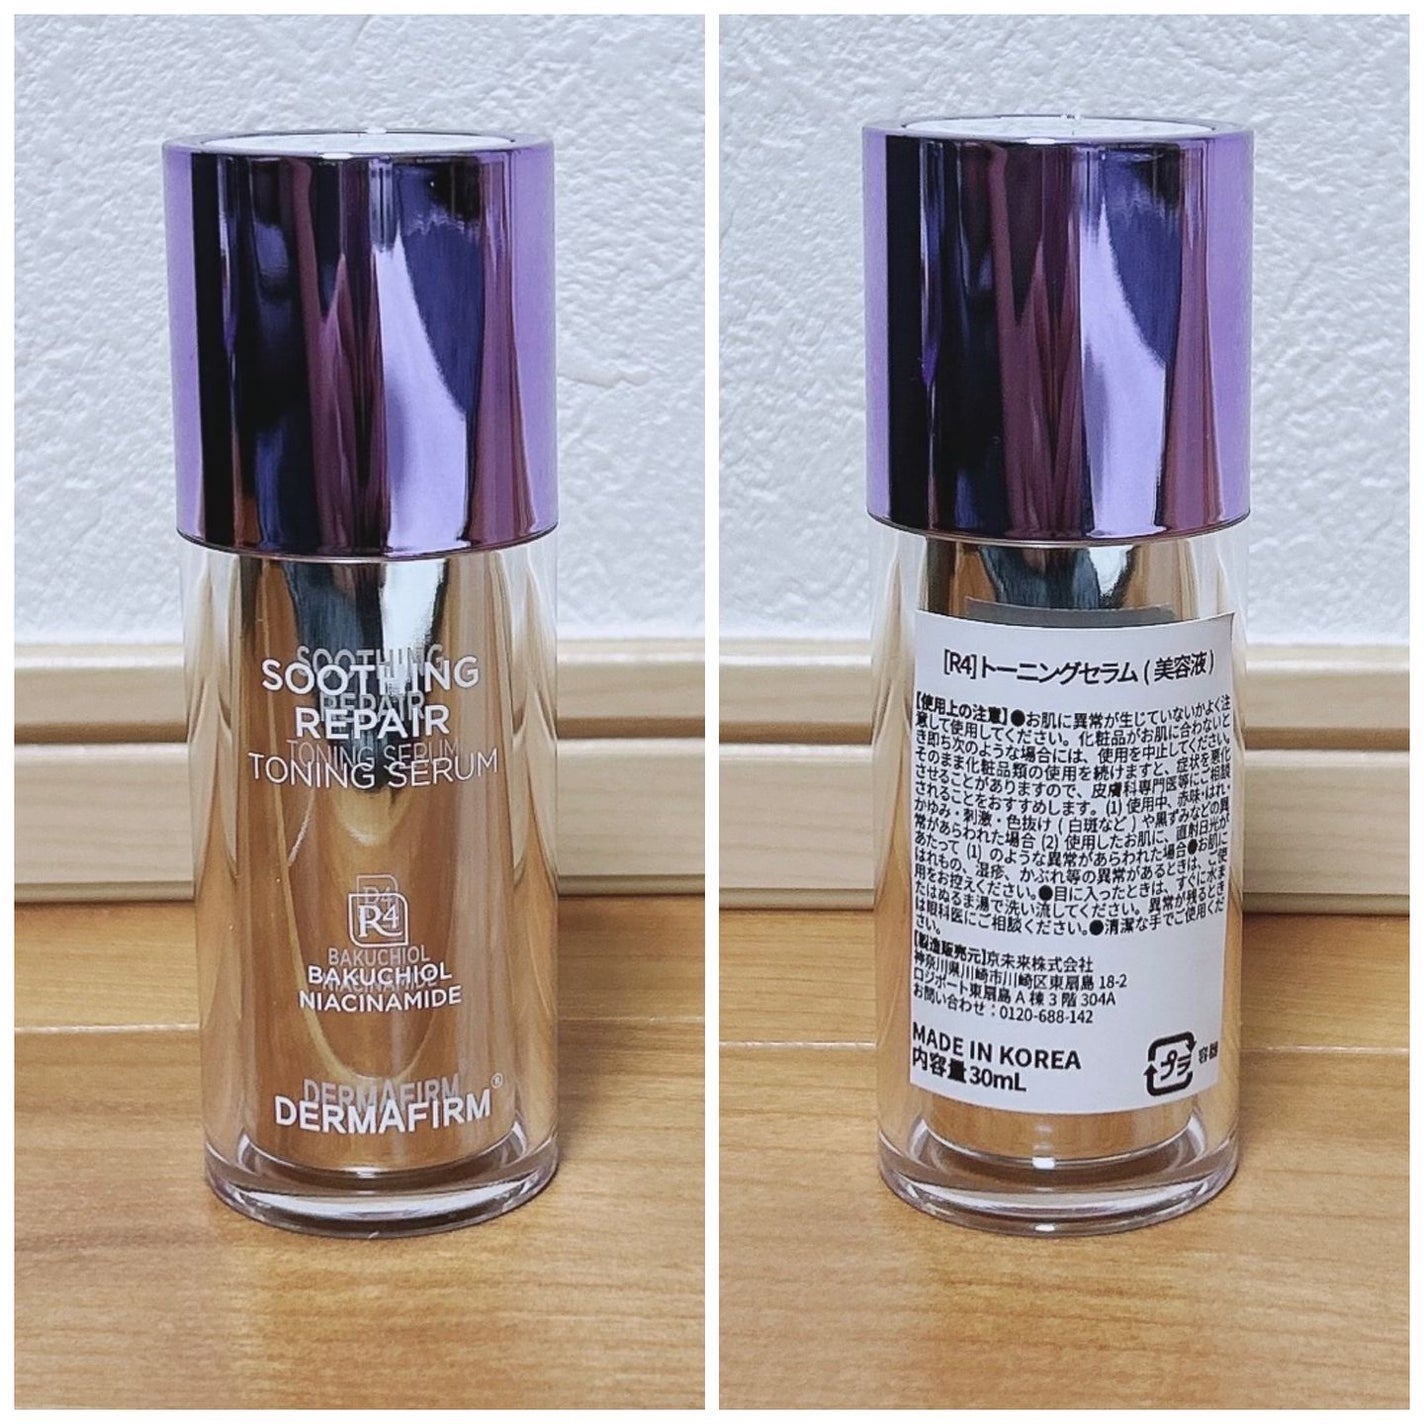 SOOTHING
REPAIR
TONING SERUM
R4
BAKUCHIOL
NIACINAMIDE
DERMAFIRM®
[R4]トーニングセラム(美容液)
【使用上の注意】●お肌に異常が生じていないかよく注
意して使用してください。化粧品がお肌に合わないと
き即ち次のような場合には、使用を中止してください。
そのまま化粧品類の使用を続けますと、症状を悪化
させることがありますので、皮膚科専門医等にご相談
されることをおすすめします。(1)使用中、赤味・はれ・
かゆみ・刺激・色抜け(白斑など)や黒ずみなどの異
常があらわれた場合(2)使用したお肌に、直射日光が
あたって(1)のような異常があらわれた場合●お肌に
はれもの、湿疹、かぶれ等の異常があるときは、ご使
用をお控えください。●目に入ったときは、すぐに水ま
たはぬるま湯で洗い流してください。異常が残るとき
は眼科医にご相談ください。●清潔な手でご使用くだ
さい。
【製造販売元】京未来株式会社
神奈川県川崎市川崎区東扇島 18-2
ロジポート東扇島 A 棟 3 階 304A
お問い合わせ：0120-688-142
MADE IN KOREA
内容量30mL
プラ 容器